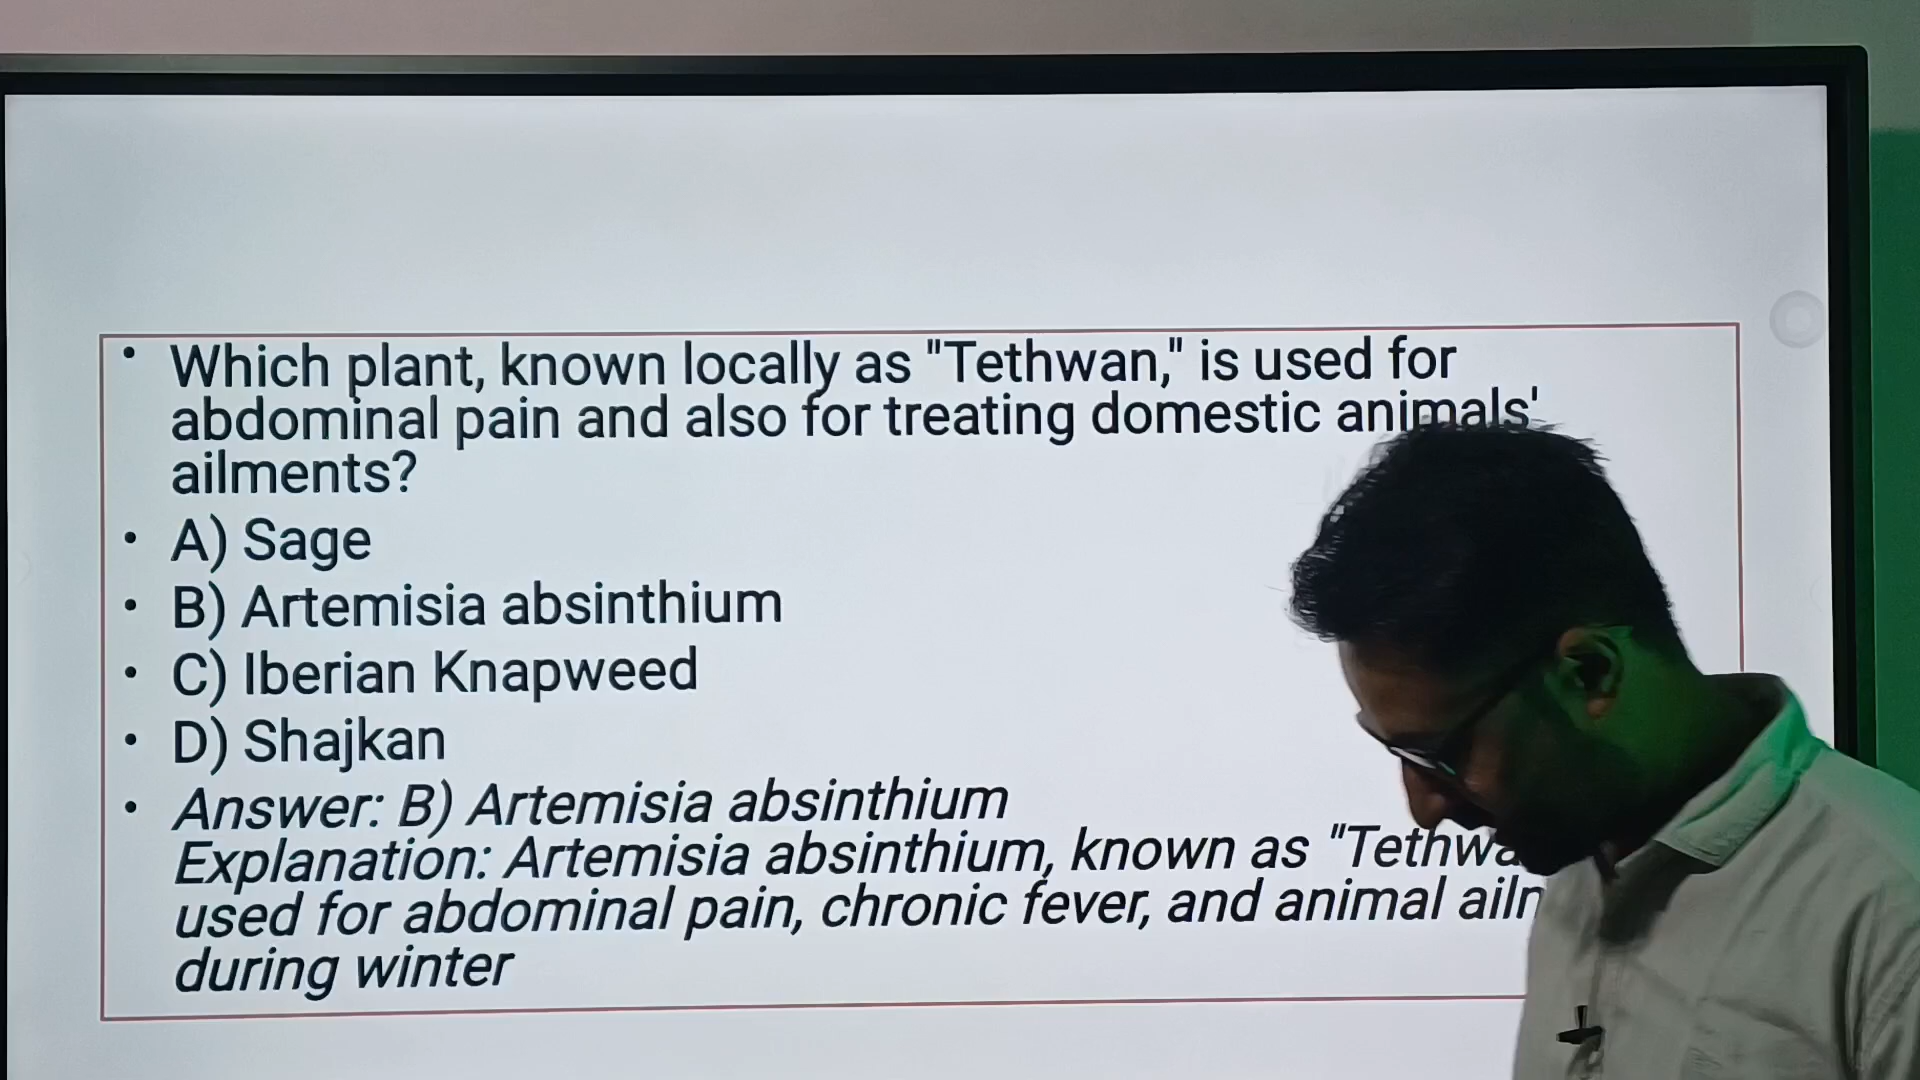 • Which plant, known locally as "Tethwan," is used for
abdominal pain and also for treating domestic animals'
ailments?
• A) Sage
• B) Artemisia absinthium
• C) Iberian Knapweed
• D) Shajkan
• Answer: B) Artemisia absinthium
Explanation: Artemisia absinthium, known as
used for abdominal pain, chronic fever, and animal
during winter